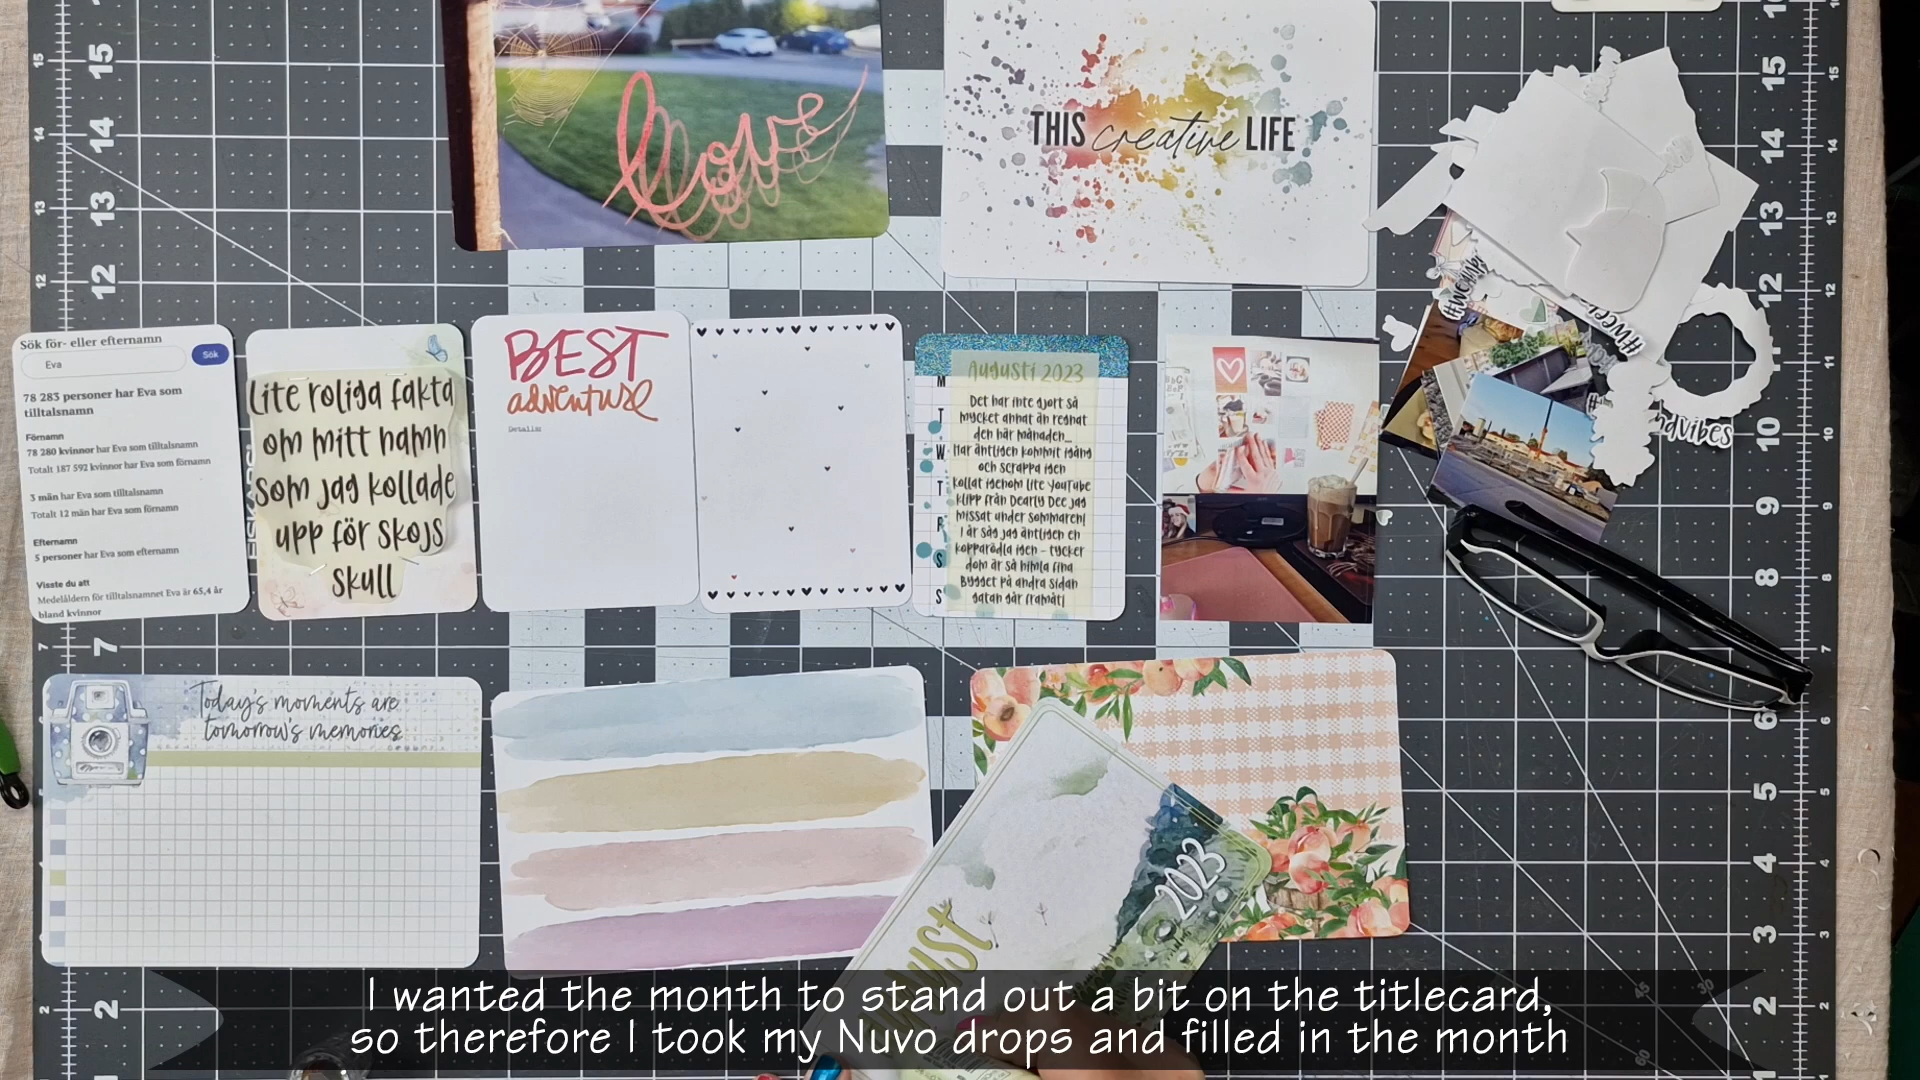 love
THIS creative LIFE
Sök för- eller efternamn
Eva
Sök
78 283 personer har Eva som
tilltalsnamn
Förnamn
78 280 kvinnor har Eva som tilltalsnamn
Totalt 187 592 kvinnor har Eva som förnamn
3 män har Eva som tilltalsnamn
Totalt 12 män har Eva som förnamn
Efternamn
5 personer har Eva som efternamn
Visste du att
Medelåldern för tilltalsnamnet Eva är 65,4 år
bland kvinnor
Lite roliga fakta
om mitt namn
som jag kollade
upp för skojs
skull
BEST
adventure
Details:
M
T
W
T
F
S
S
Augusti 2023
Det har inte gjort så
mycket annat än regnat
den här månaden...
Har äntligen kommit igång
och scrappa igen
kollat igenom lite YouTube
klipp från Dearly Dee jag
missat under sommaren!
I år såg jag äntligen en
kopparödla igen - tycker
dom är så himla fina
Bygget på andra sidan
gatan går framåt!
ndvibes
Today's moments are
tomorrow's memories
August
2023
I wanted the month to stand out a bit on the titlecard,
so therefore I took my Nuvo drops and filled in the month